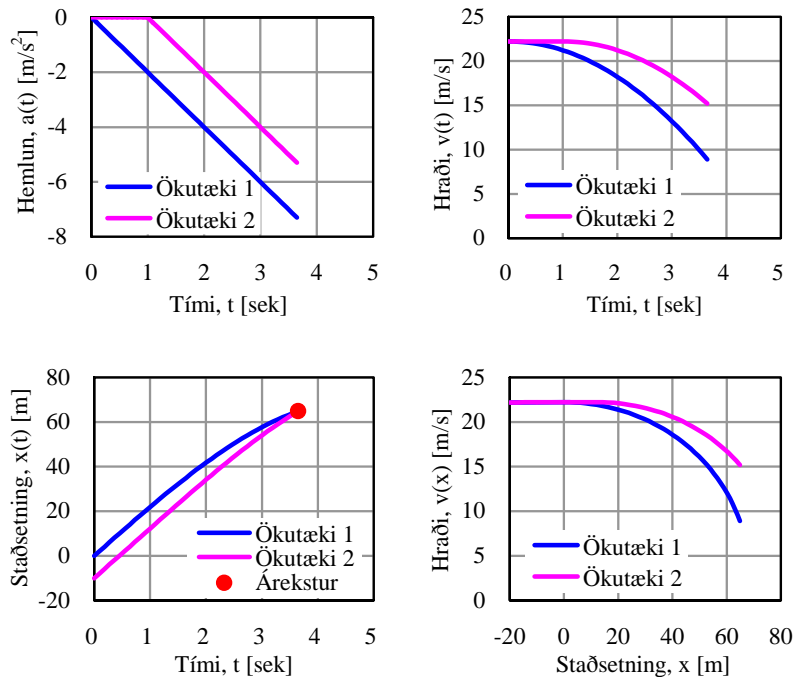 Hemlun, a(t) [m/s²]
0
-2
-4
-6
-8
Ökutæki 1
Ökutæki 2
0 1 2 3 4 5
Tími, t [sek]
Hraði, v(t) [m/s]
25
20
15
10
5
0
Ökutæki 1
Ökutæki 2
0 1 2 3 4 5
Tími, t [sek]
Staðsetning, x(t) [m]
80
60
40
20
0
-20
Ökutæki 1
Ökutæki 2
Árekstur
0 1 2 3 4 5
Tími, t [sek]
Hraði, v(x) [m/s]
25
20
15
10
5
0
Ökutæki 1
Ökutæki 2
-20 0 20 40 60 80
Staðsetning, x [m]